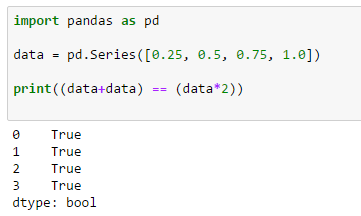 import pandas as pd
data = pd.Series([0.25, 0.5, 0.75, 1.0])
print((data+data) == (data*2))
0    True
1    True
2    True
3    True
dtype: bool